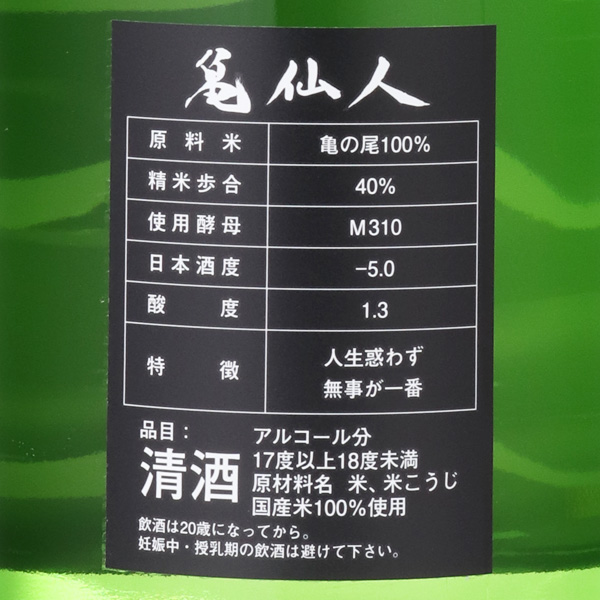 亀仙人
原料米 亀の尾100%
精米歩合 40%
使用酵母 M310
日本酒度 −5.0
酸度 1.3
特徴 人生惑わず
無事が一番
品目：
清酒
アルコール分
17度以上18度未満
原材料名 米、米こうじ
国産米100%使用
飲酒は20歳になってから。
妊娠中・授乳期の飲酒は避けて下さい。